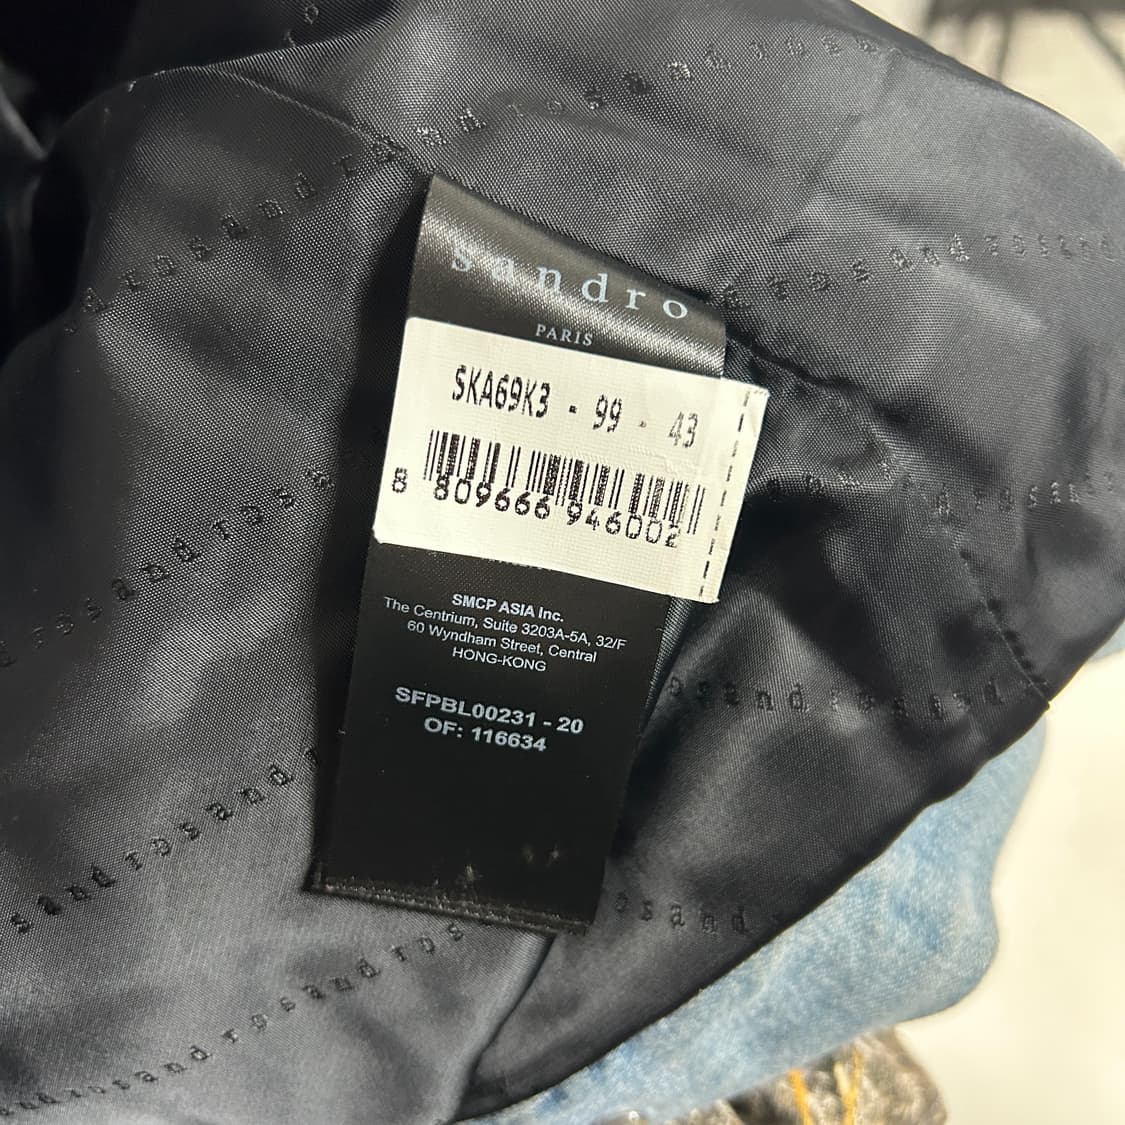 sandro
PARIS
SKA69K3 - 99 - 43
8 809666 946002
SMCP ASIA Inc.
The Centrium, Suite 3203A-5A, 32/F
60 Wyndham Street, Central
HONG-KONG
SFPBL00231 - 20
OF: 116634